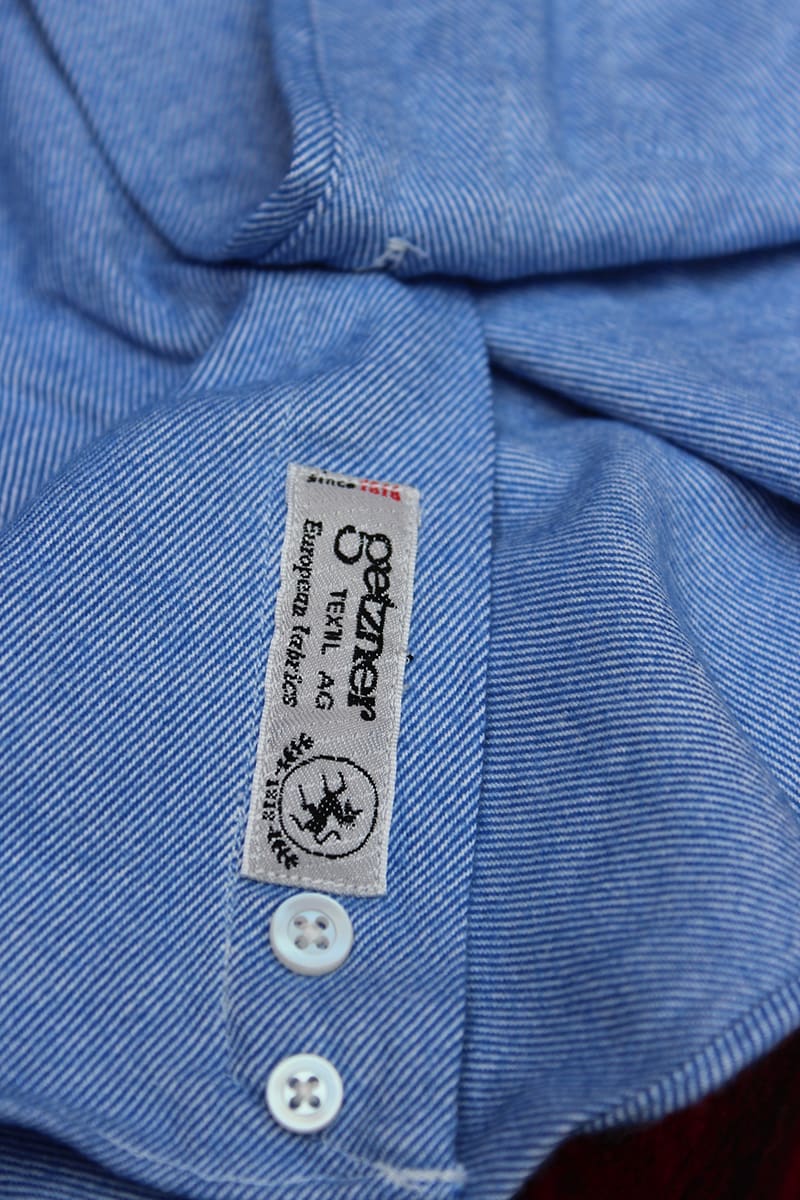 since 1818
getzner
TEXTIL AG
European fabrics
·1818·